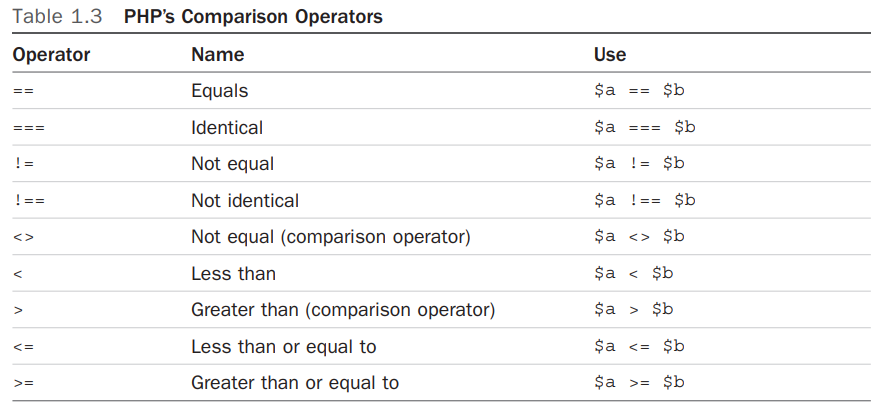 Table 1.3 PHP's Comparison Operators
Operator Name Use
== Equals $a == $b
=== Identical $a === $b
!= Not equal $a != $b
!== Not identical $a !== $b
<> Not equal (comparison operator) $a <> $b
< Less than $a < $b
> Greater than (comparison operator) $a > $b
<= Less than or equal to $a <= $b
>= Greater than or equal to $a >= $b